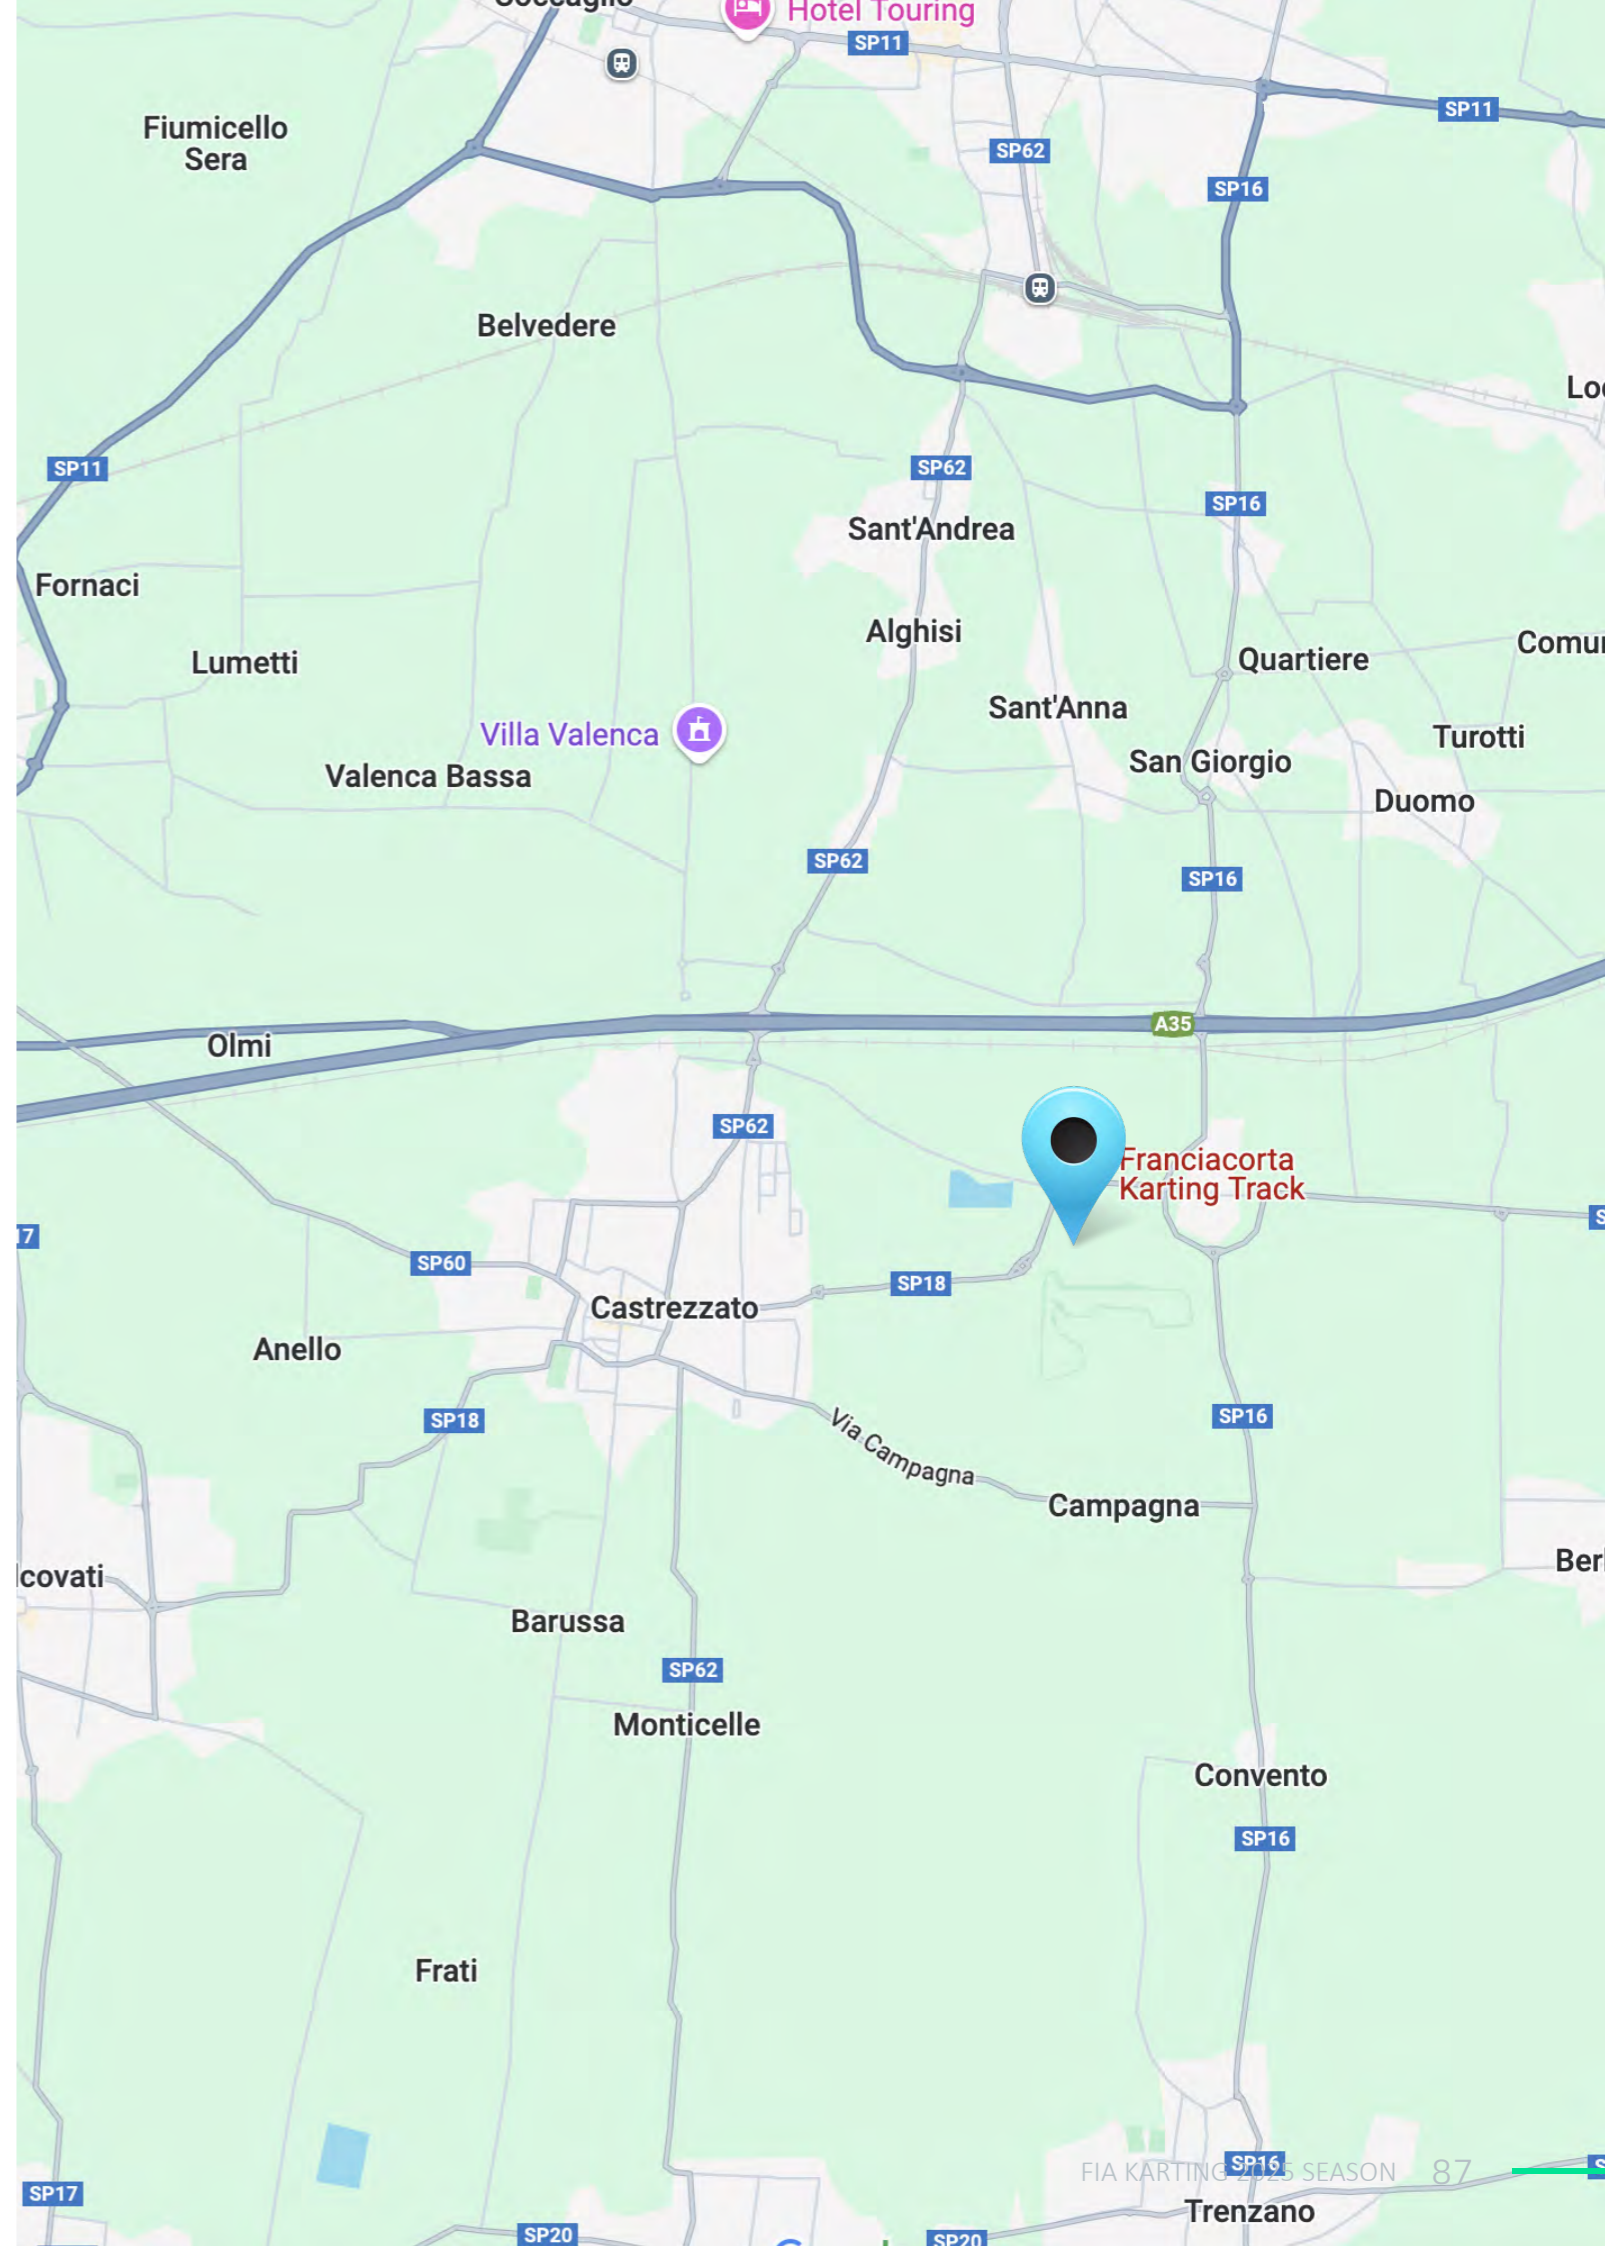 Hotel Touring
SP11
SP11
Fiumicello
Sera
SP62
SP16
Belvedere
SP11
SP62
SP16
Sant'Andrea
Fornaci
Alghisi
Lumetti
Quartiere
Sant'Anna
Villa Valenca
Turotti
San Giorgio
Valenca Bassa
Duomo
SP62
SP16
A35
Olmi
SP62
Franciacorta
Karting Track
SP60
SP18
Castrezzato
Anello
SP18
SP16
Via Campagna
Campagna
lcovati
Barussa
SP62
Monticelle
Convento
SP16
Frati
SP16
FIA KARTING 2025 SEASON 87
SP17
Trenzano
SP20
SP20